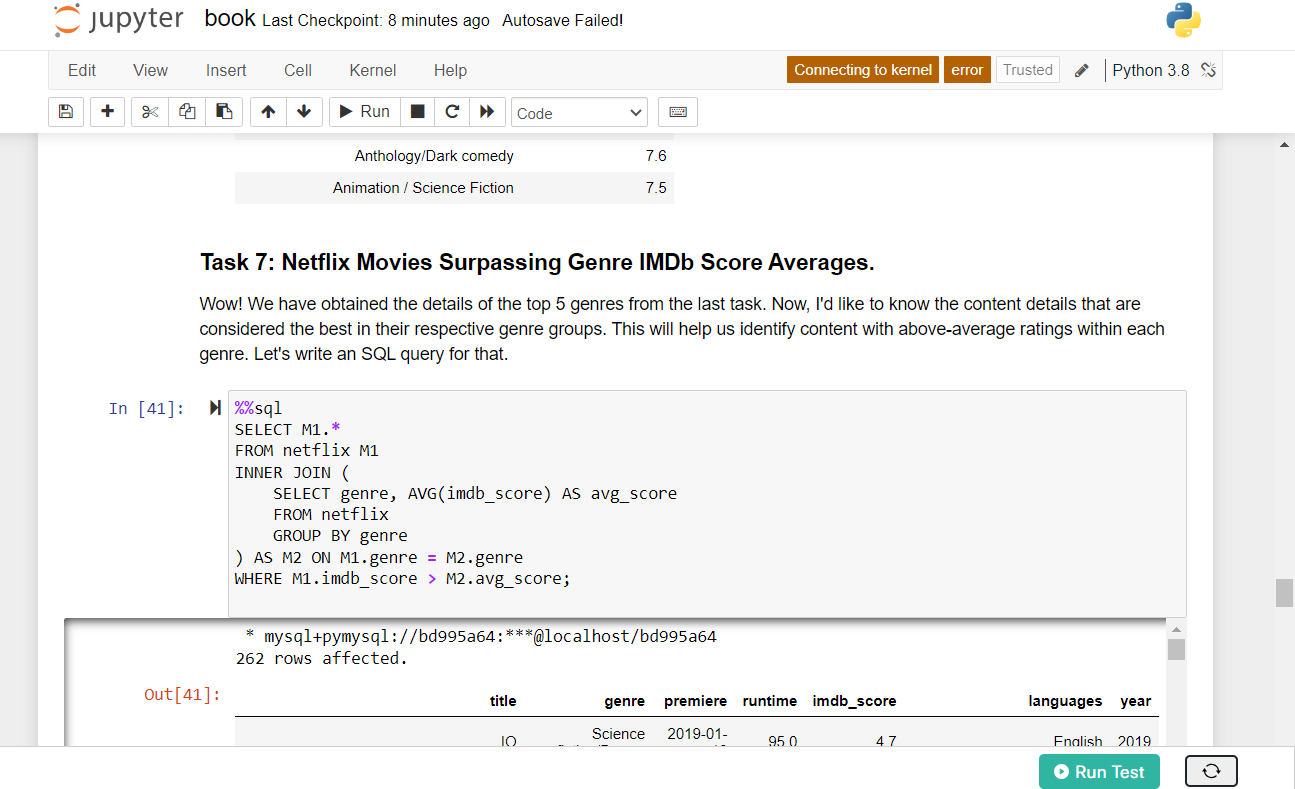 jupyter book Last Checkpoint: 8 minutes ago Autosave Failed!
Edit View Insert Cell Kernel Help Connecting to kernel error Trusted Python 3.8
Run Code
Anthology/Dark comedy 7.6
Animation / Science Fiction 7.5
Task 7: Netflix Movies Surpassing Genre IMDb Score Averages.
Wow! We have obtained the details of the top 5 genres from the last task. Now, I'd like to know the content details that are
considered the best in their respective genre groups. This will help us identify content with above-average ratings within each
genre. Let's write an SQL query for that.
In [41]: %%sql
SELECT M1.*
FROM netflix M1
INNER JOIN (
    SELECT genre, AVG(imdb_score) AS avg_score
    FROM netflix
    GROUP BY genre
) AS M2 ON M1.genre = M2.genre
WHERE M1.imdb_score > M2.avg_score;
* mysql+pymysql://bd995a64:***@localhost/bd995a64
262 rows affected.
Out[41]: title genre premiere runtime imdb_score languages year
Science 2019-01-
IO 95.0 4.7 English 2019
Run Test